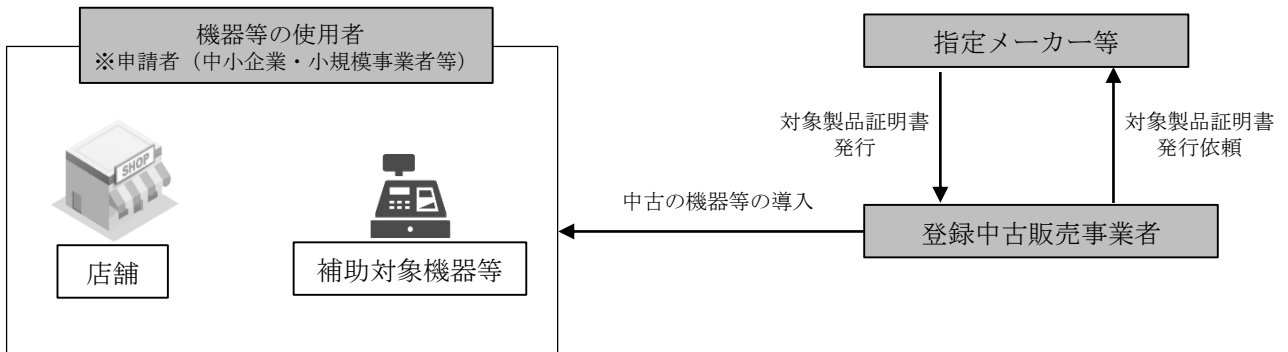 機器等の使用者
※申請者（中小企業・小規模事業者等）
指定メーカー等
対象製品証明書
発行
対象製品証明書
発行依頼
SHOP
中古の機器等の導入
登録中古販売事業者
店舗
補助対象機器等